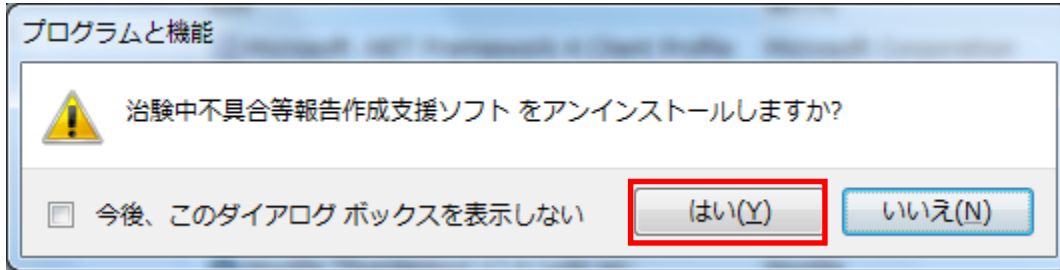 プログラムと機能
治験中不具合等報告作成支援ソフト をアンインストールしますか?
今後、このダイアログ ボックスを表示しない
はい(Y)
いいえ(N)